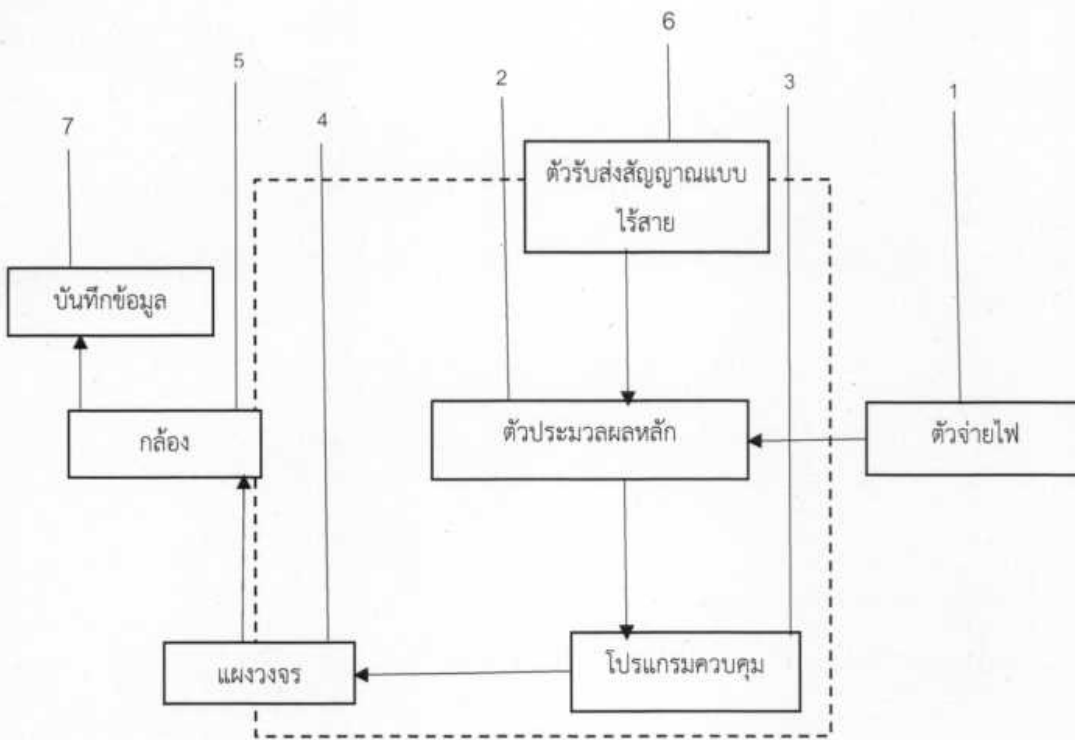 6
5
2
3
1
7
4
ตัวรับส่งสัญญาณแบบ
ไร้สาย
บันทึกข้อมูล
กล้อง
ตัวประมวลผลหลัก
ตัวจ่ายไฟ
แผงวงจร
โปรแกรมควบคุม